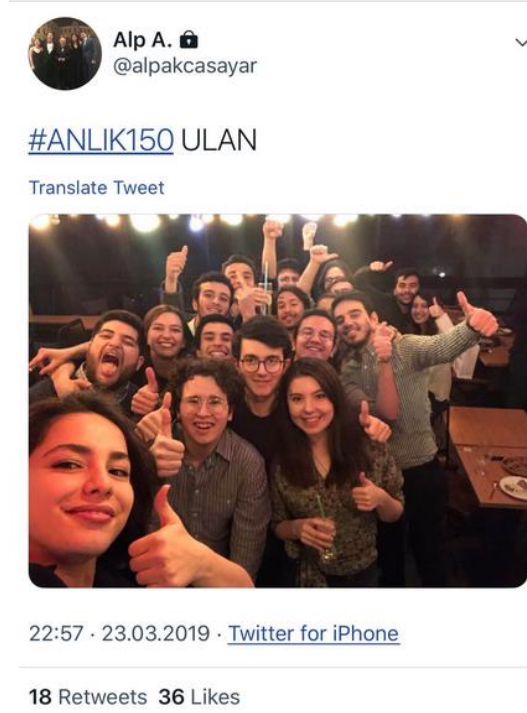 Alp A.
@alpakcasayar
#ANLIK150 ULAN
Translate Tweet
22:57 · 23.03.2019 · Twitter for iPhone
18 Retweets 36 Likes